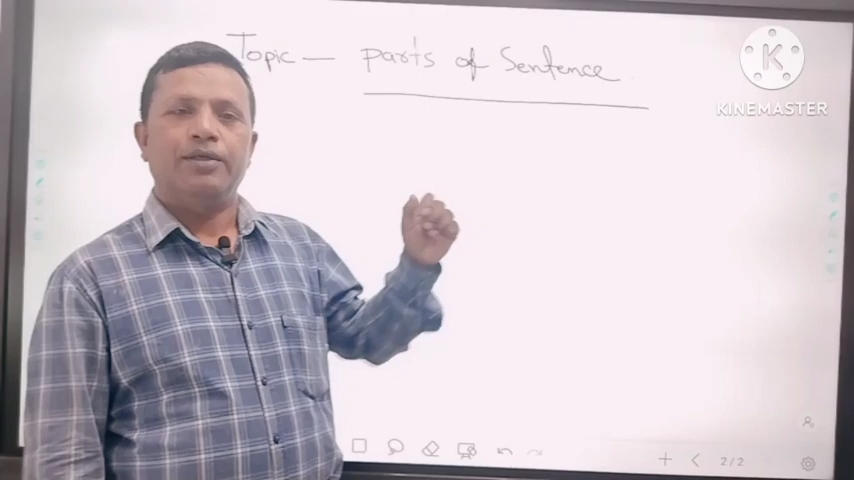 Topic — Parts of Sentence
K
KINEMASTER
2/2